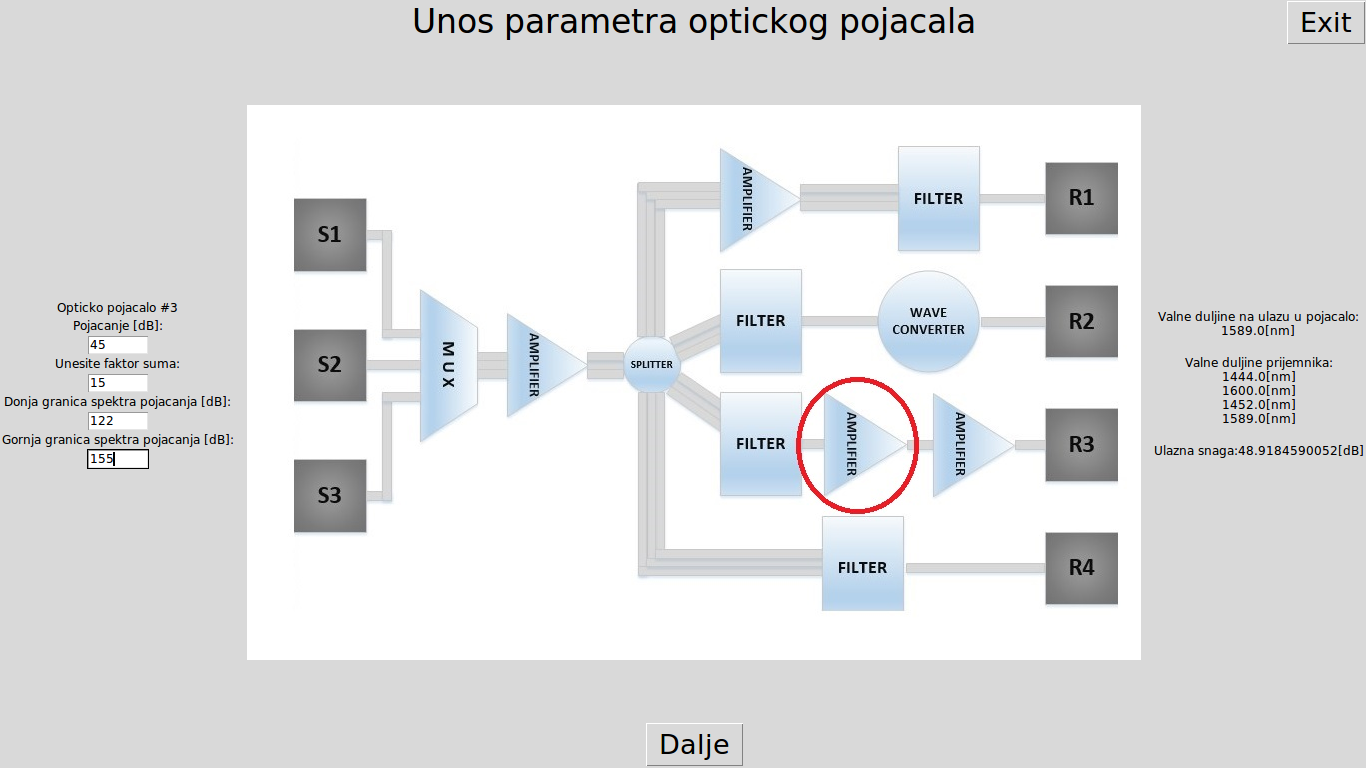 Unos parametra optickog pojacala
Exit
Opticko pojacalo #3
Pojacanje [dB]:
45
Unesite faktor suma:
15
Donja granica spektra pojacanja [dB]:
122
Gornja granica spektra pojacanja [dB]:
155
S1
S2
S3
MUX
AMPLIFIER
SPLITTER
AMPLIFIER
FILTER
R1
FILTER
WAVE
CONVERTER
R2
FILTER
AMPLIFIER
AMPLIFIER
R3
FILTER
R4
Valne duljine na ulazu u pojacalo:
1589.0[nm]
Valne duljine prijemnika:
1444.0[nm]
1600.0[nm]
1452.0[nm]
1589.0[nm]
Ulazna snaga:48.9184590052[dB]
Dalje